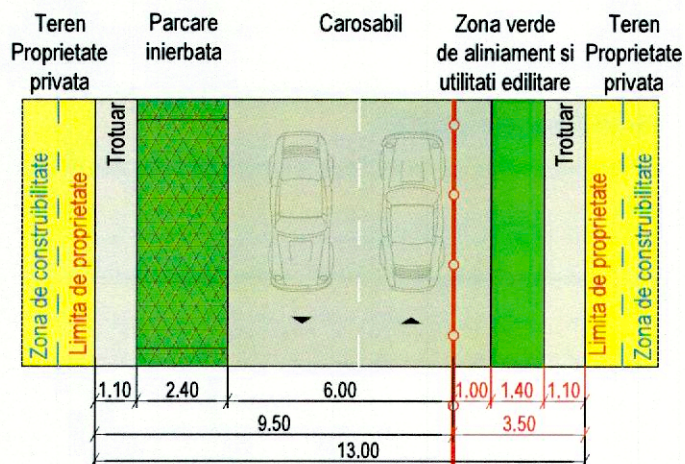 Teren
Proprietate
privata
Parcare
inierbata
Carosabil
Zona verde
de aliniament si
utilitati edilitare
Teren
Proprietate
privata
Zona de construibilitate
Limita de proprietate
Trotuar
Trotuar
Limita de proprietate
Zona de construibilitate
1.10
2.40
6.00
1.00
1.40
1.10
9.50
3.50
13.00